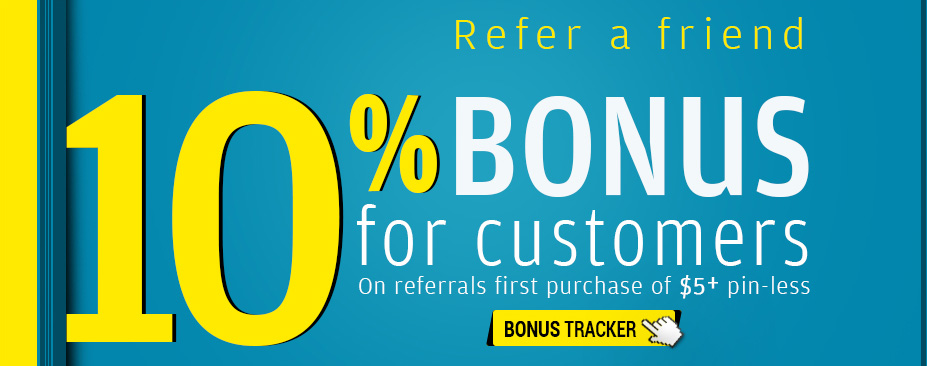 Refer a friend
10% BONUS
for customers
On referrals first purchase of $5+ pin-less
BONUS TRACKER